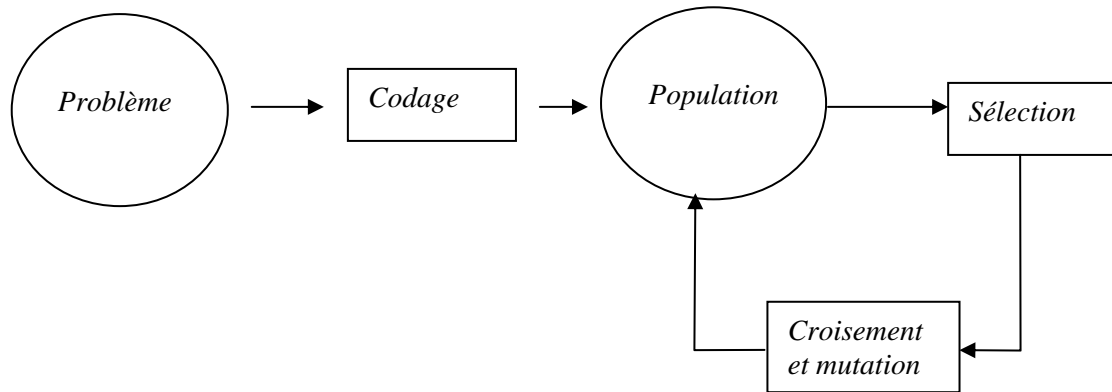 Problème
Codage
Population
Sélection
Croisement
et mutation